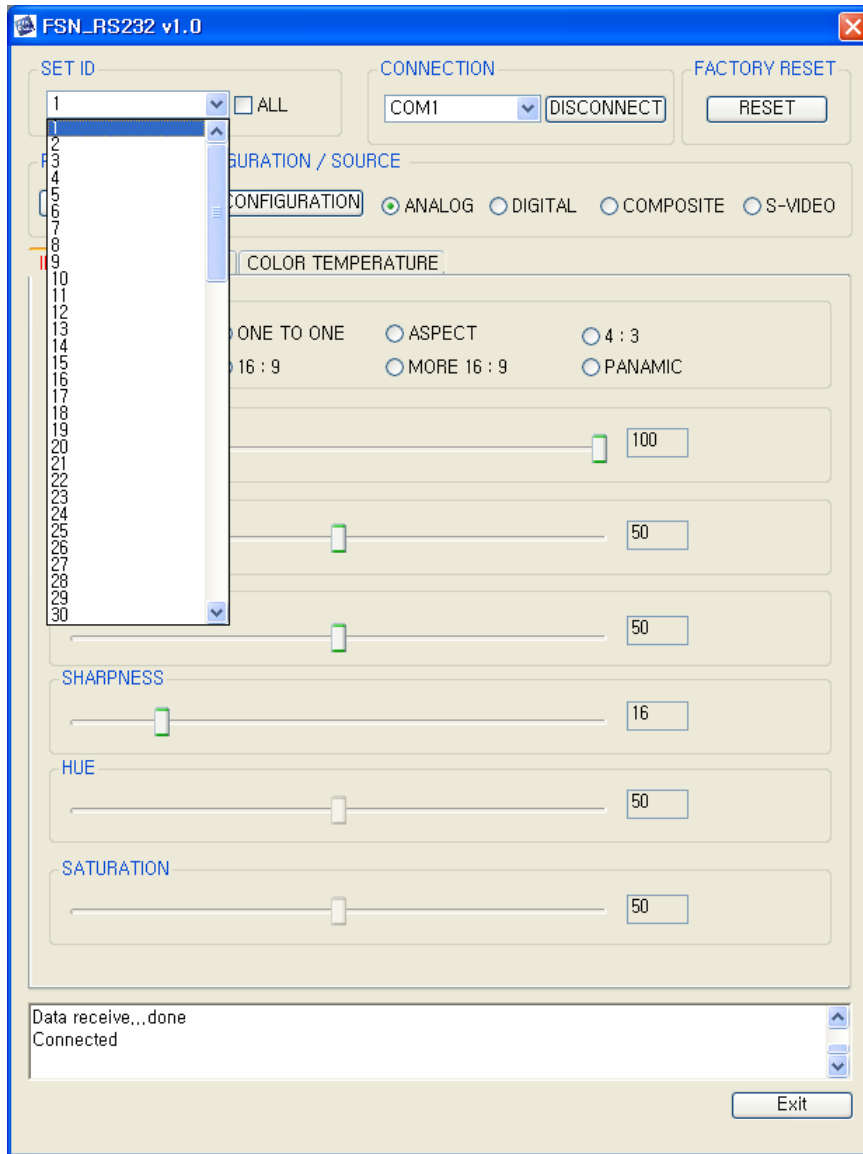 FSN_RS232 v1.0
SET ID
CONNECTION
FACTORY RESET
1
ALL
COM1
DISCONNECT
RESET
1
2
3
4
5
6
7
8
9
10
11
12
13
14
15
16
17
18
19
20
21
22
23
24
25
26
27
28
29
30
/ SOURCE
ANALOG
DIGITAL
COMPOSITE
S-VIDEO
COLOR TEMPERATURE
ONE TO ONE
ASPECT
4 : 3
16 : 9
MORE 16 : 9
PANAMIC
100
50
50
SHARPNESS
16
HUE
50
SATURATION
50
Data receive,,,done
Connected
Exit